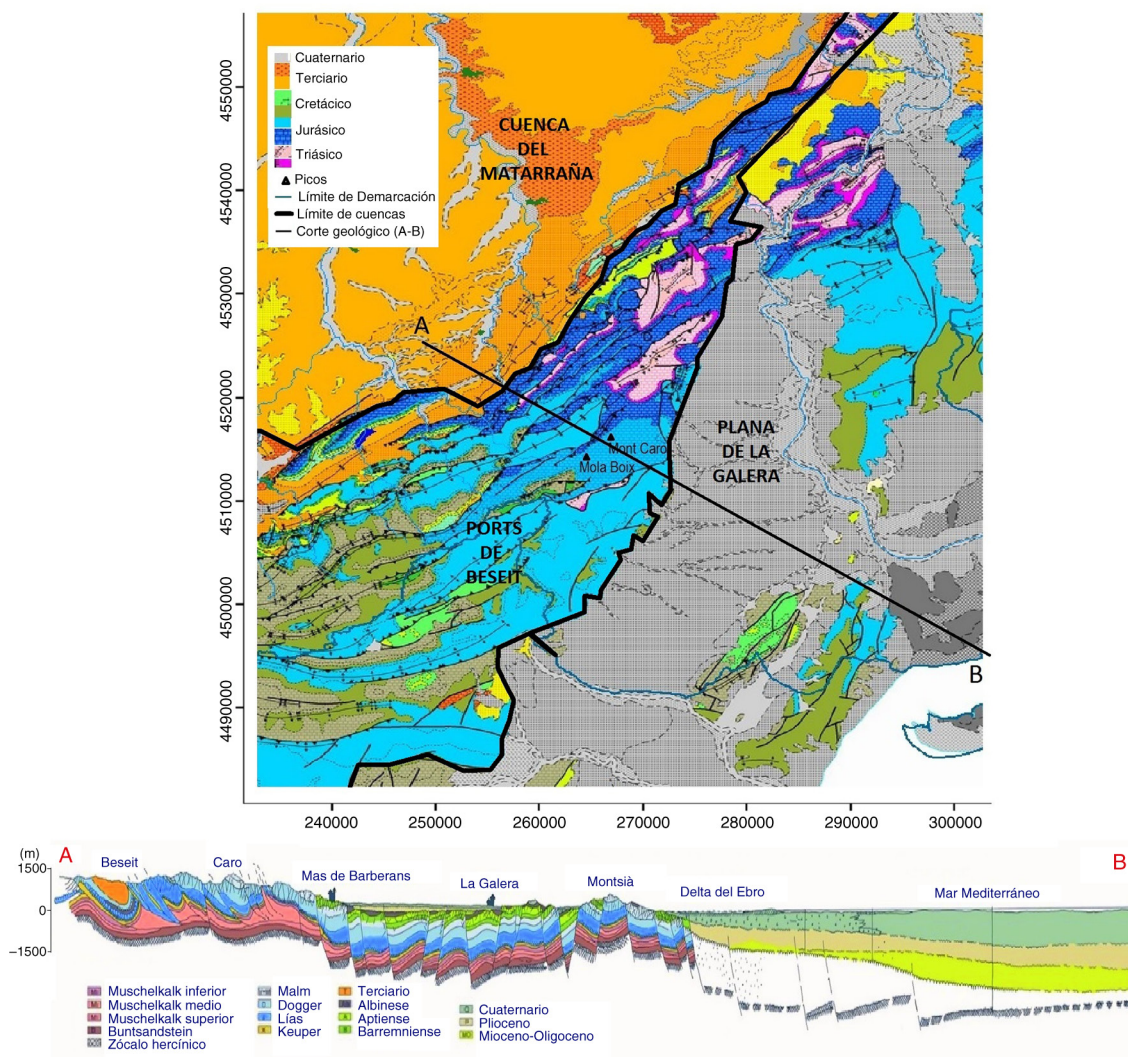 Cuaternario
Terciario
Cretácico
Jurásico
Triásico
Picos
Límite de Demarcación
Límite de cuencas
Corte geológico (A-B)
CUENCA
DEL
MATARRAÑA
A
Mont Caro
Mola Boix
PLANA
DE LA
GALERA
PORTS
DE
BESEIT
B
4550000
4540000
4530000
4520000
4510000
4500000
4490000
240000
250000
260000
270000
280000
290000
300000
(m)
A
B
1500
0
−1500
Beseit
Caro
Mas de Barberans
La Galera
Montsià
Delta del Ebro
Mar Mediterráneo
Muschelkalk inferior
Muschelkalk medio
Muschelkalk superior
Buntsandstein
Zócalo hercínico
Malm
Dogger
Lías
Keuper
Terciario
Albinese
Aptiense
Barremniense
Cuaternario
Plioceno
Mioceno-Oligoceno